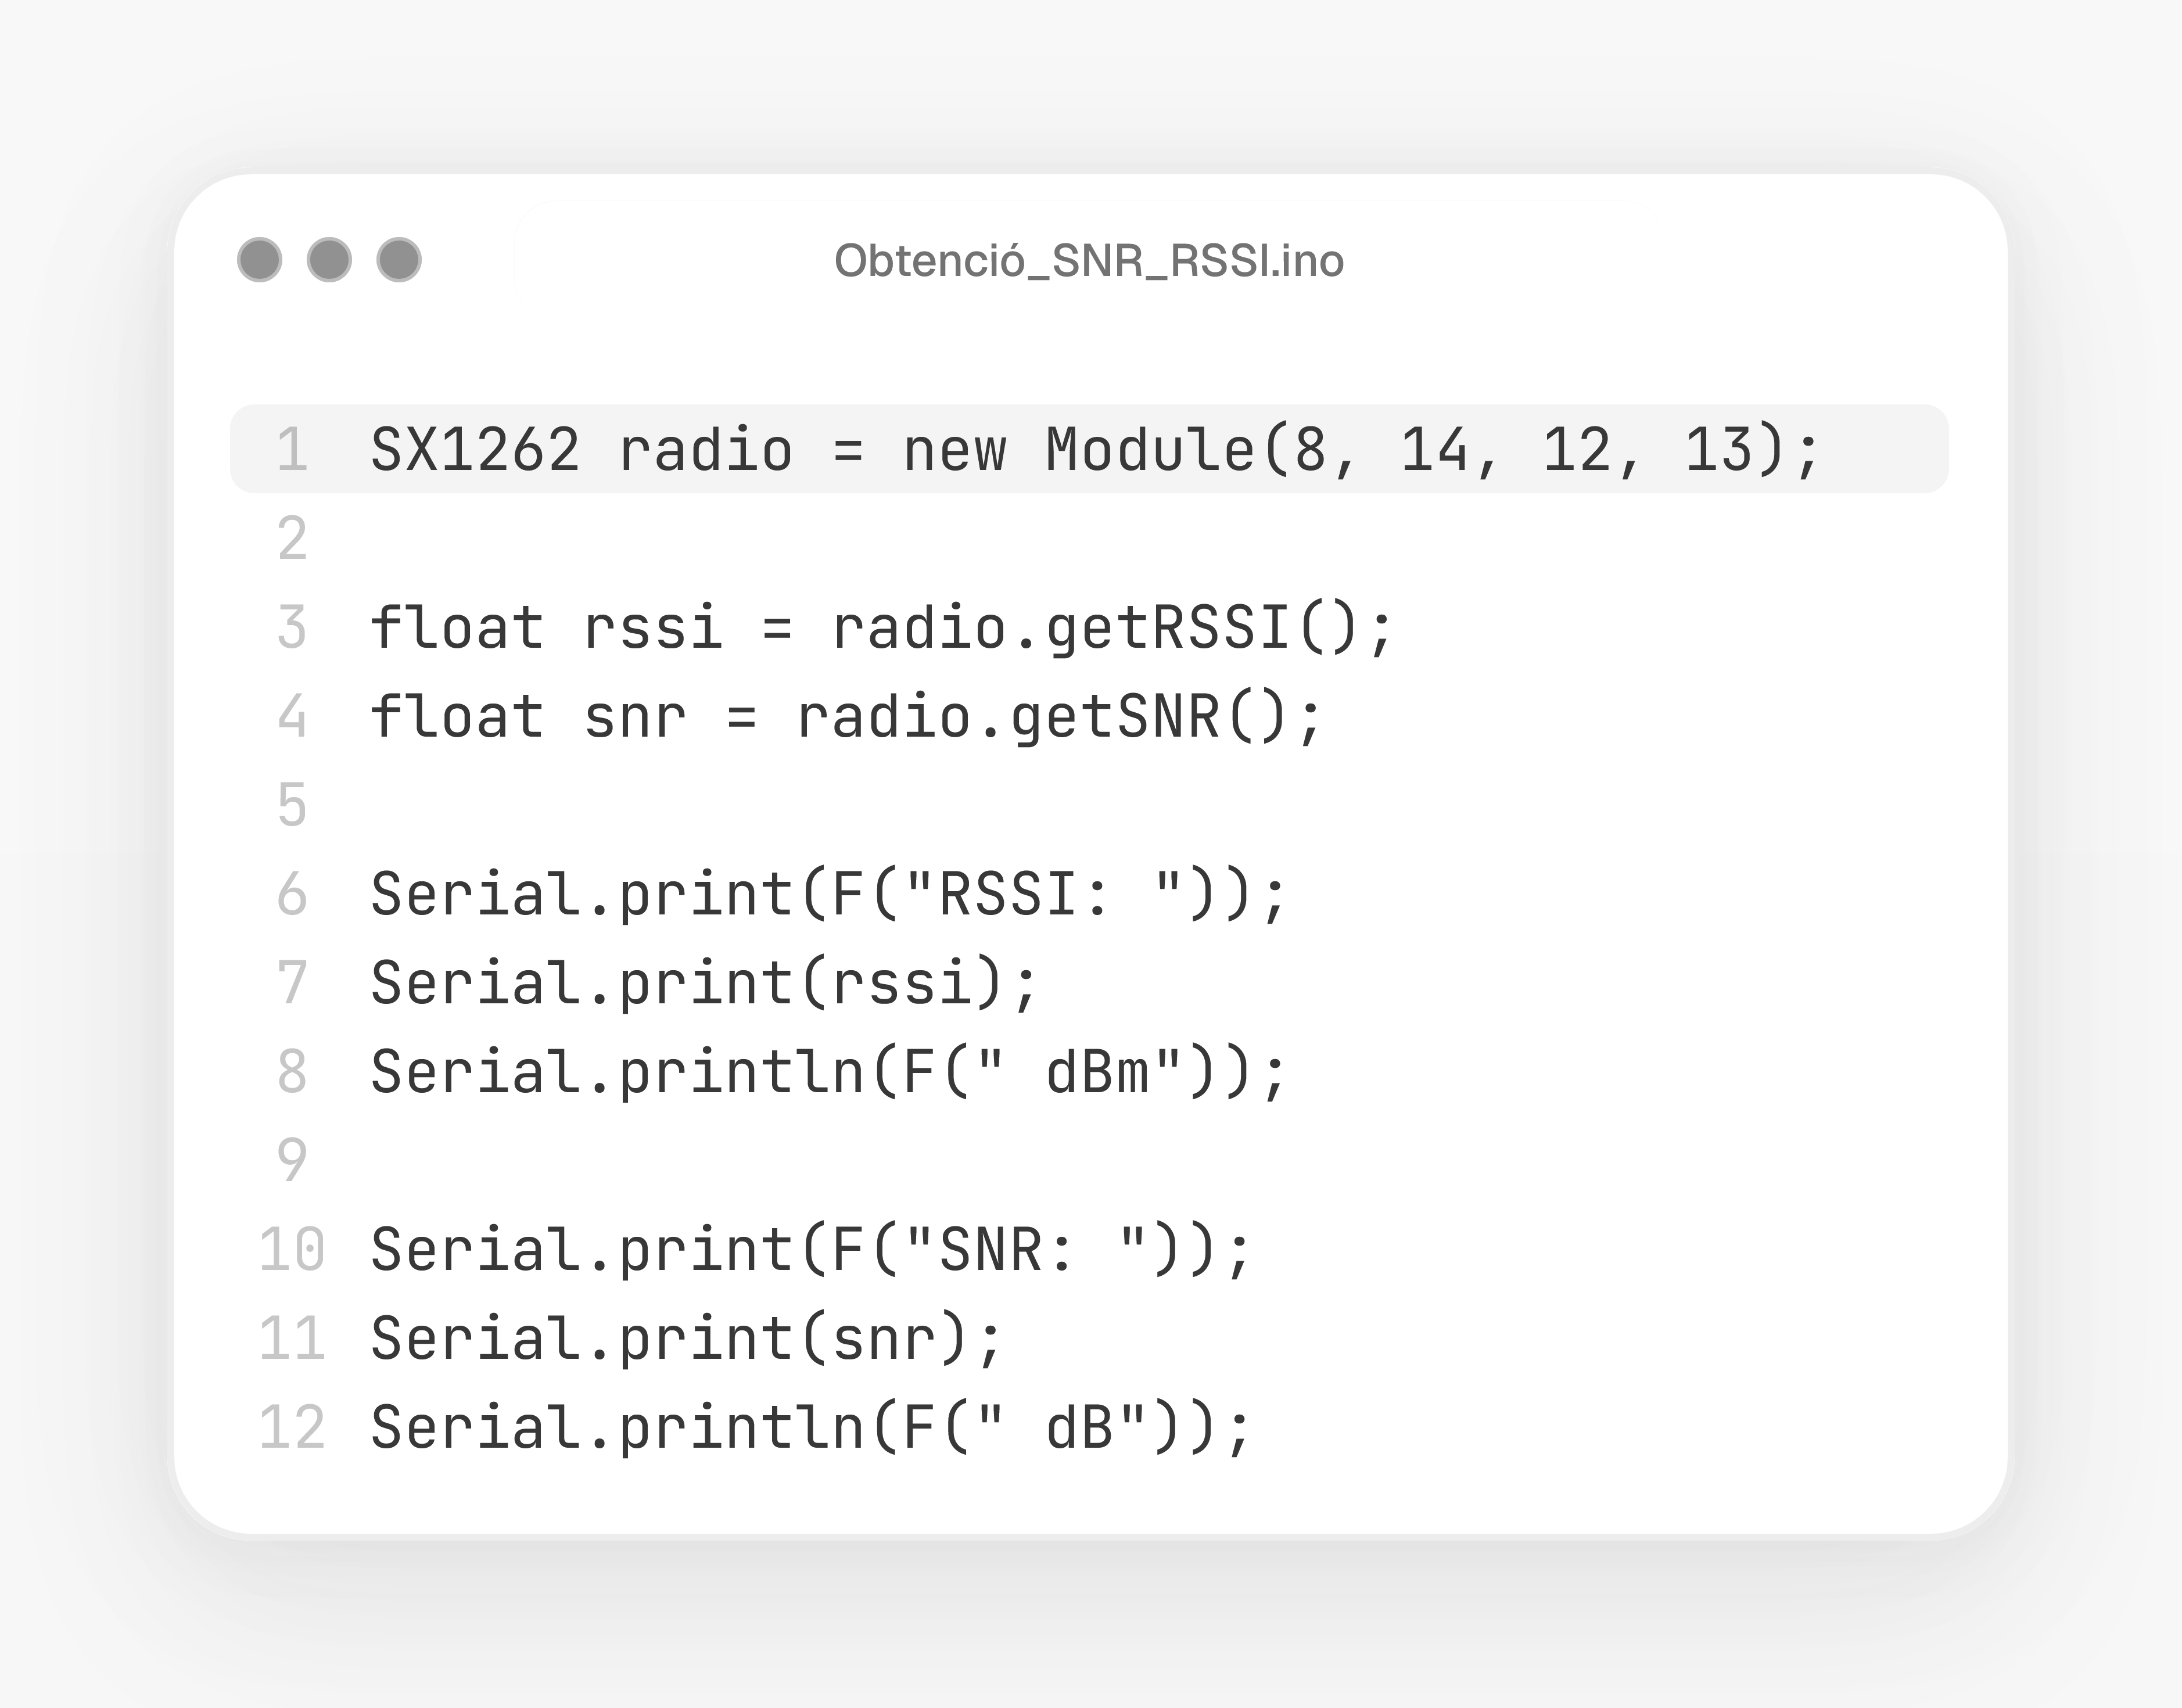 Obtenció_SNR_RSSI.ino
1 SX1262 radio = new Module(8, 14, 12, 13);
2
3 float rssi = radio.getRSSI();
4 float snr = radio.getSNR();
5
6 Serial.print(F("RSSI: "));
7 Serial.print(rssi);
8 Serial.println(F(" dBm"));
9
10 Serial.print(F("SNR: "));
11 Serial.print(snr);
12 Serial.println(F(" dB"));